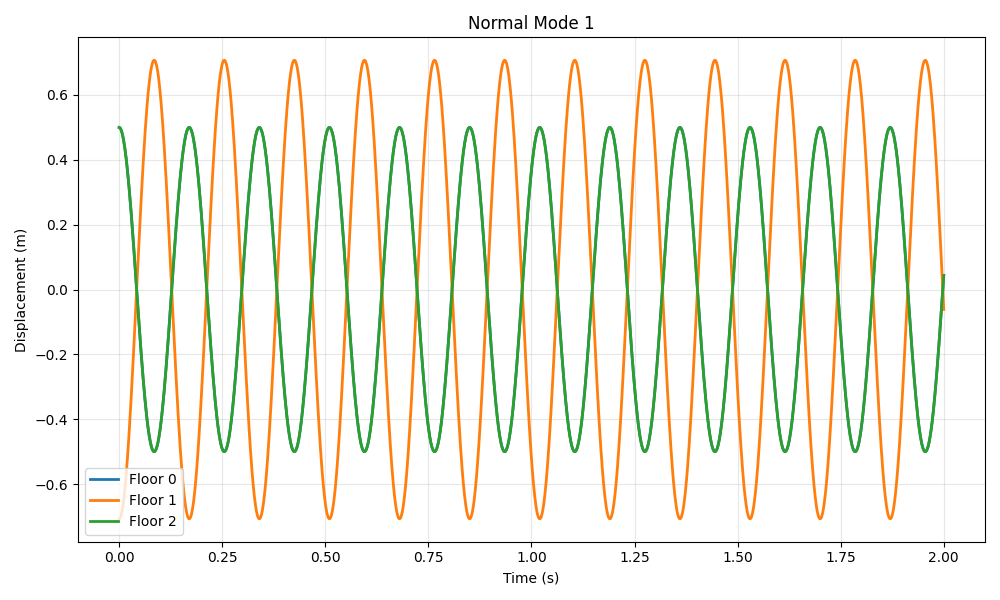 Normal Mode 1
Displacement (m)
0.6
0.4
0.2
0.0
−0.2
−0.4
−0.6
Floor 0
Floor 1
Floor 2
0.00 0.25 0.50 0.75 1.00 1.25 1.50 1.75 2.00
Time (s)